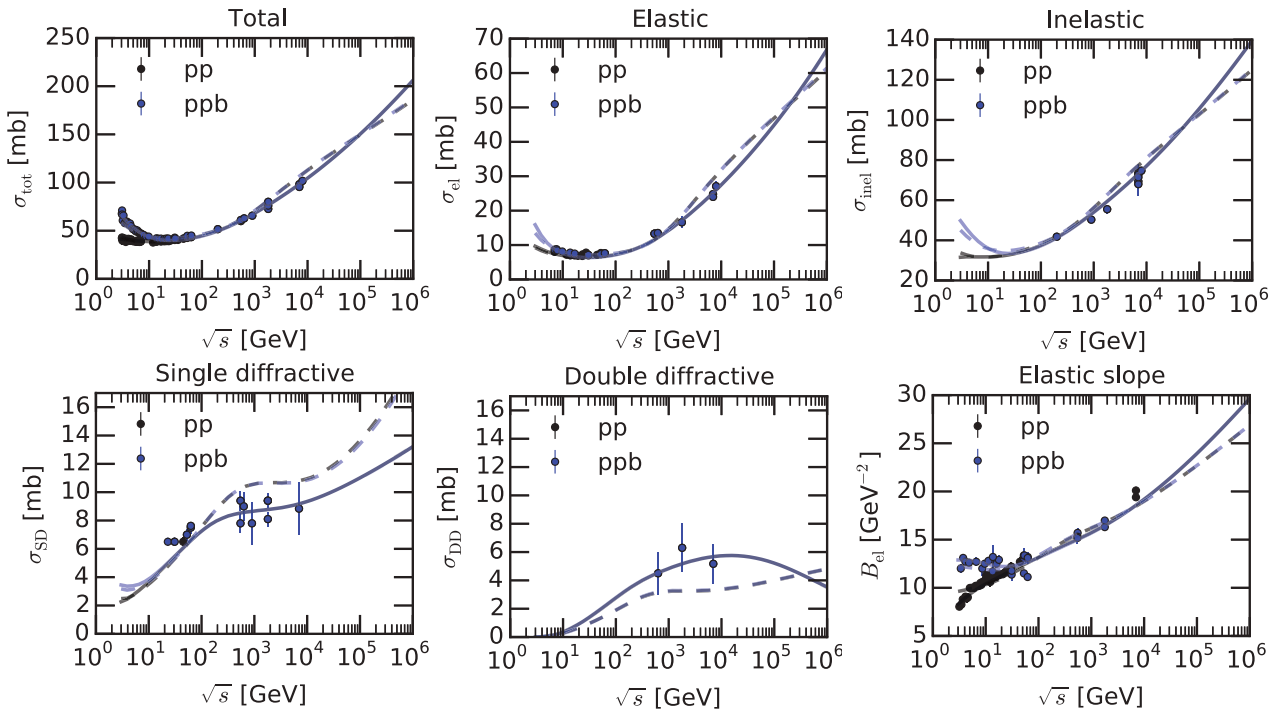 Total
250
200
150
100
50
0
σtot [mb]
pp
ppb
10⁰ 10¹ 10² 10³ 10⁴ 10⁵ 10⁶
√s [GeV]
Elastic
70
60
50
40
30
20
10
0
σel [mb]
pp
ppb
10⁰ 10¹ 10² 10³ 10⁴ 10⁵ 10⁶
√s [GeV]
Inelastic
140
120
100
80
60
40
20
σinel [mb]
pp
ppb
10⁰ 10¹ 10² 10³ 10⁴ 10⁵ 10⁶
√s [GeV]
Single diffractive
16
14
12
10
8
6
4
2
0
σSD [mb]
pp
ppb
10⁰ 10¹ 10² 10³ 10⁴ 10⁵ 10⁶
√s [GeV]
Double diffractive
16
14
12
10
8
6
4
2
0
σDD [mb]
pp
ppb
10⁰ 10¹ 10² 10³ 10⁴ 10⁵ 10⁶
√s [GeV]
Elastic slope
30
25
20
15
10
5
Bel [GeV⁻²]
pp
ppb
10⁰ 10¹ 10² 10³ 10⁴ 10⁵ 10⁶
√s [GeV]